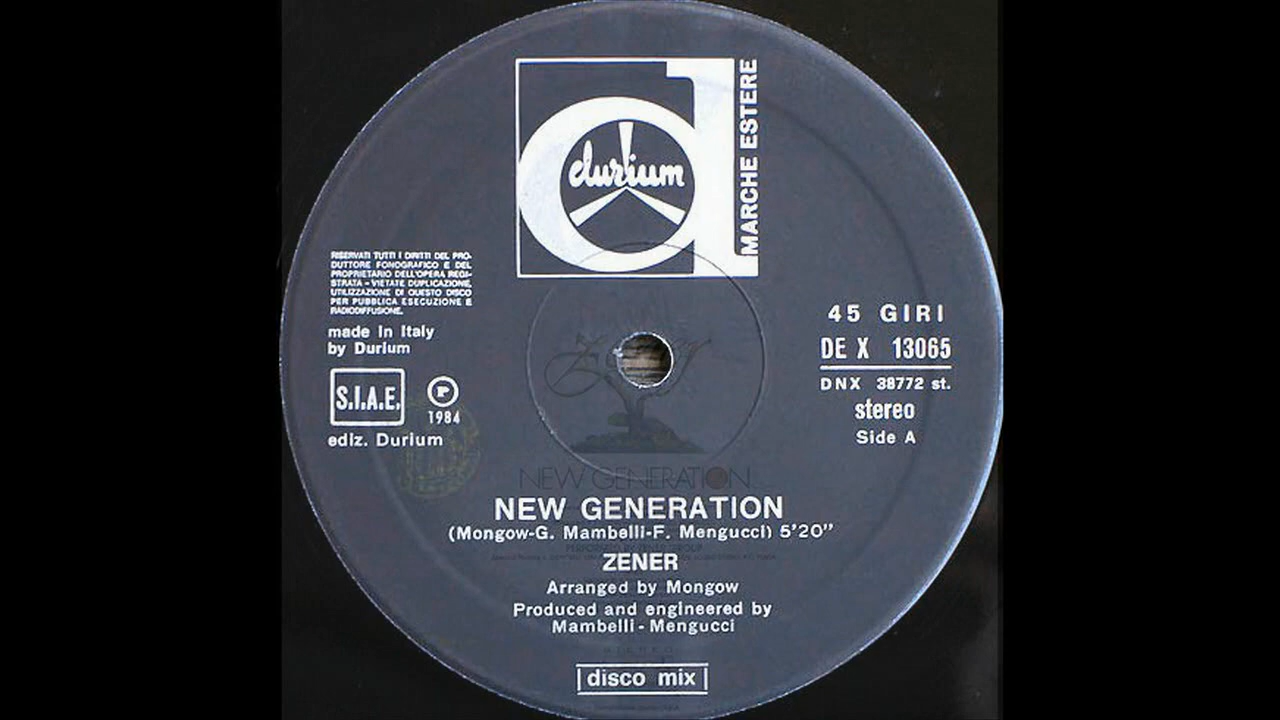 durium
MARCHE ESTERE
RISERVATI TUTTI I DIRITTI DEL PRO-
DUTTORE FONOGRAFICO E DEL
PROPRIETARIO DELL'OPERA REGI-
STRATA - VIETATE DUPLICAZIONE,
UTILIZZAZIONE DI QUESTO DISCO
PER PUBBLICA ESECUZIONE E
RADIODIFFUSIONE.
made in Italy
by Durium
S.I.A.E.
P
1984
ediz. Durium
45 GIRI
DE X 13065
DNX 38772 st.
stereo
Side A
NEW GENERATION
NEW GENERATION
(Mongow-G. Mambelli-F. Mengucci) 5'20"
ZENER
Arranged by Mongow
Produced and engineered by
Mambelli - Mengucci
disco mix